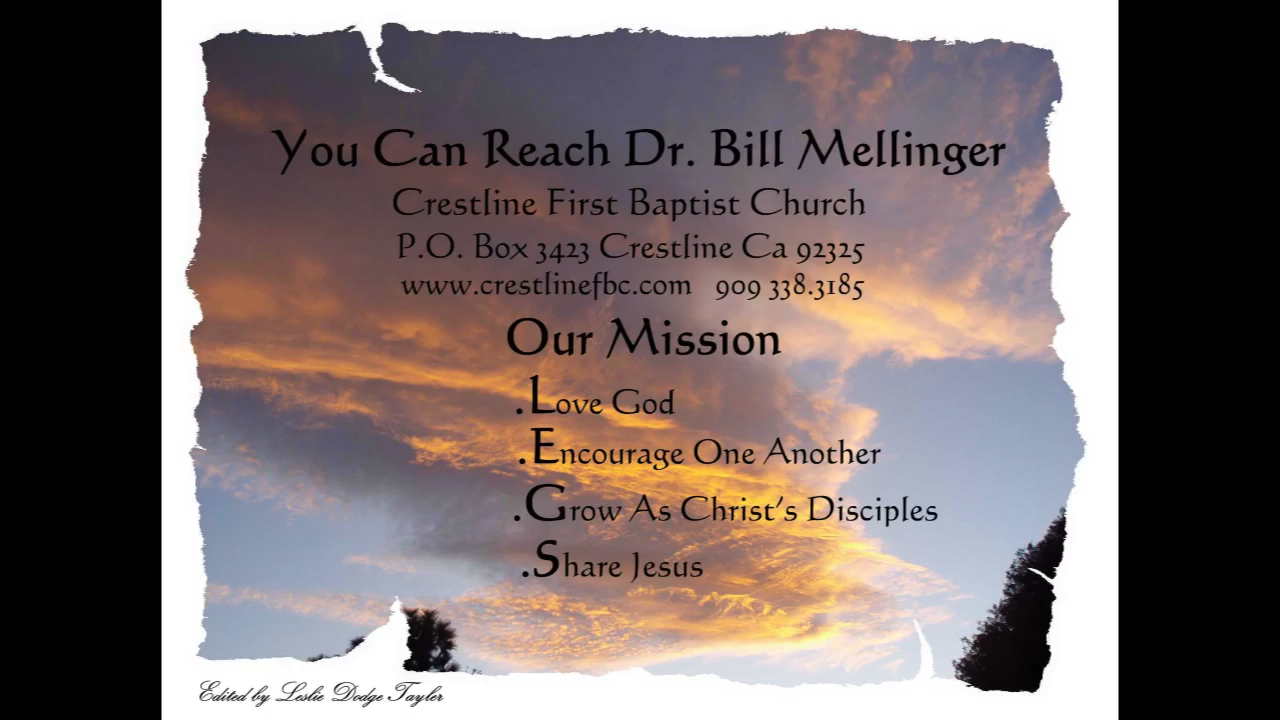 You Can Reach Dr. Bill Mellinger
Crestline First Baptist Church
P.O. Box 3423 Crestline Ca 92325
www.crestlinefbc.com 909 338.3185
Our Mission
.Love God
.Encourage One Another
.Grow As Christ's Disciples
.Share Jesus
Edited by Leslie Dodge Tayler